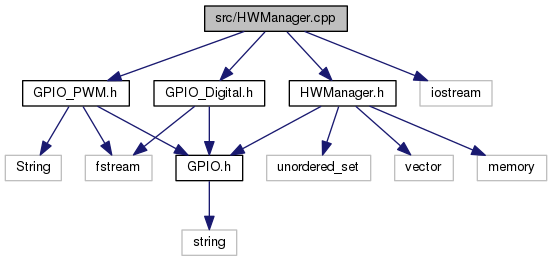 src/HWManager.cpp
GPIO_PWM.h
GPIO_Digital.h
HWManager.h
iostream
String
fstream
GPIO.h
unordered_set
vector
memory
string